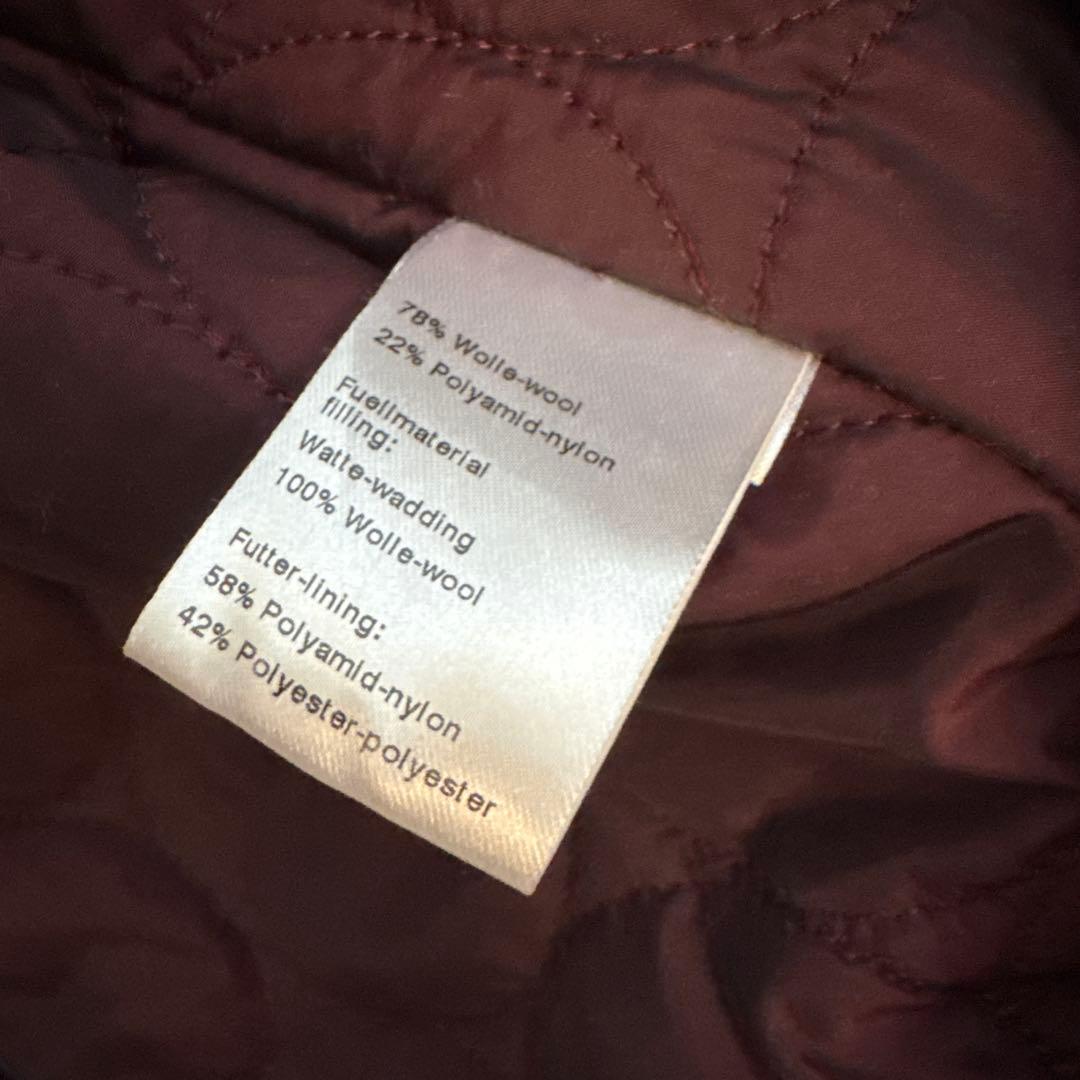 78% Wolle-wool
22% Polyamid-nylon
Fuellmaterial
filling:
Watte-wadding
100% Wolle-wool
Futter-lining:
58% Polyamid-nylon
42% Polyester-polyester